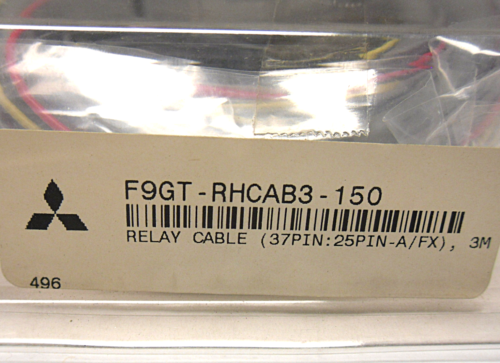 F9GT-RHCAB3-150
RELAY CABLE (37PIN:25PIN-A/FX), 3M
496